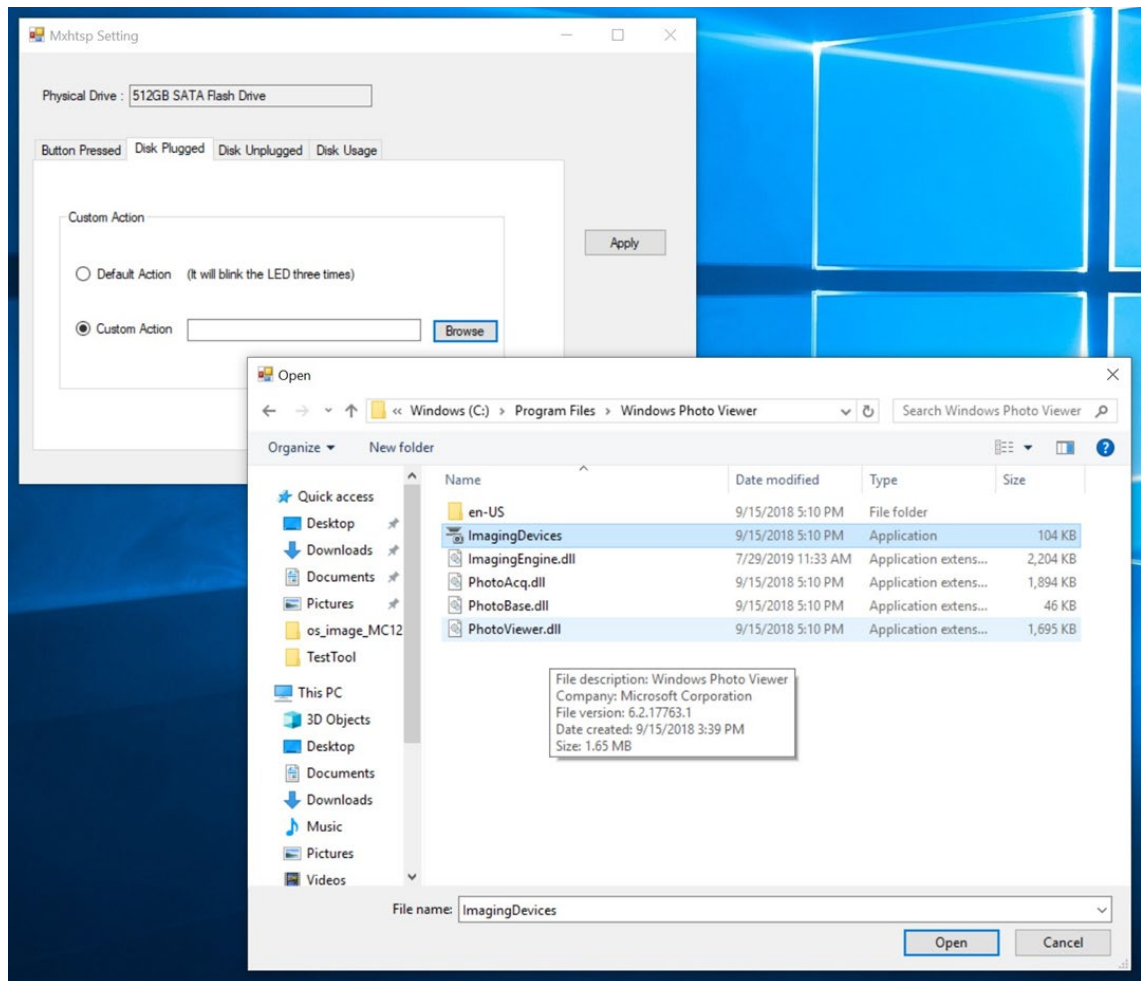 Mxhtsp Setting
Physical Drive : 512GB SATA Flash Drive
Button Pressed Disk Plugged Disk Unplugged Disk Usage
Custom Action
Default Action (It will blink the LED three times)
Apply
Custom Action Browse
Open
« Windows (C:) › Program Files › Windows Photo Viewer Search Windows Photo Viewer
Organize New folder
Name Date modified Type Size
en-US 9/15/2018 5:10 PM File folder
ImagingDevices 9/15/2018 5:10 PM Application 104 KB
ImagingEngine.dll 7/29/2019 11:33 AM Application extens... 2,204 KB
PhotoAcq.dll 9/15/2018 5:10 PM Application extens... 1,894 KB
PhotoBase.dll 9/15/2018 5:10 PM Application extens... 46 KB
PhotoViewer.dll 9/15/2018 5:10 PM Application extens... 1,695 KB
Quick access
Desktop
Downloads
Documents
Pictures
os_image_MC12
TestTool
This PC
3D Objects
Desktop
Documents
Downloads
Music
Pictures
Videos
File description: Windows Photo Viewer
Company: Microsoft Corporation
File version: 6.2.17763.1
Date created: 9/15/2018 3:39 PM
Size: 1.65 MB
File name: ImagingDevices
Open Cancel